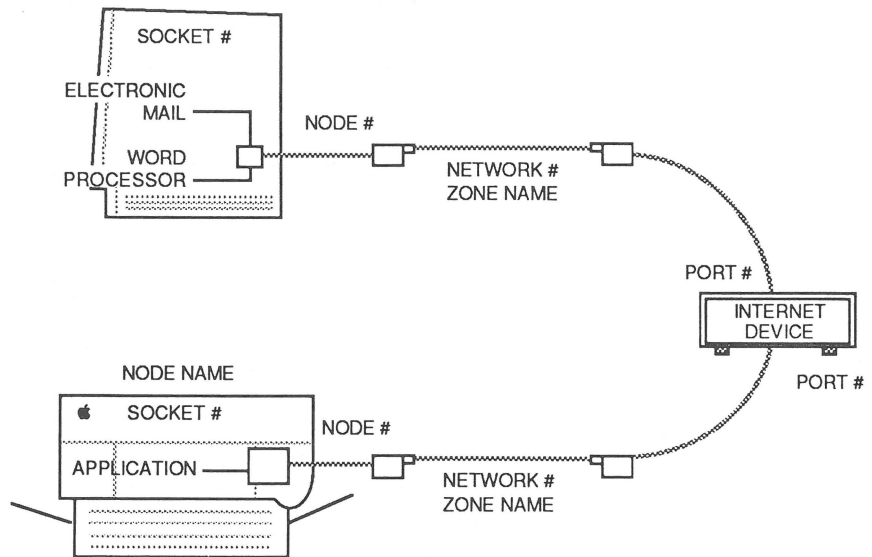 SOCKET #
ELECTRONIC
MAIL
WORD
PROCESSOR
NODE #
NETWORK #
ZONE NAME
PORT #
INTERNET
DEVICE
PORT #
NODE NAME
SOCKET #
APPLICATION
NODE #
NETWORK #
ZONE NAME